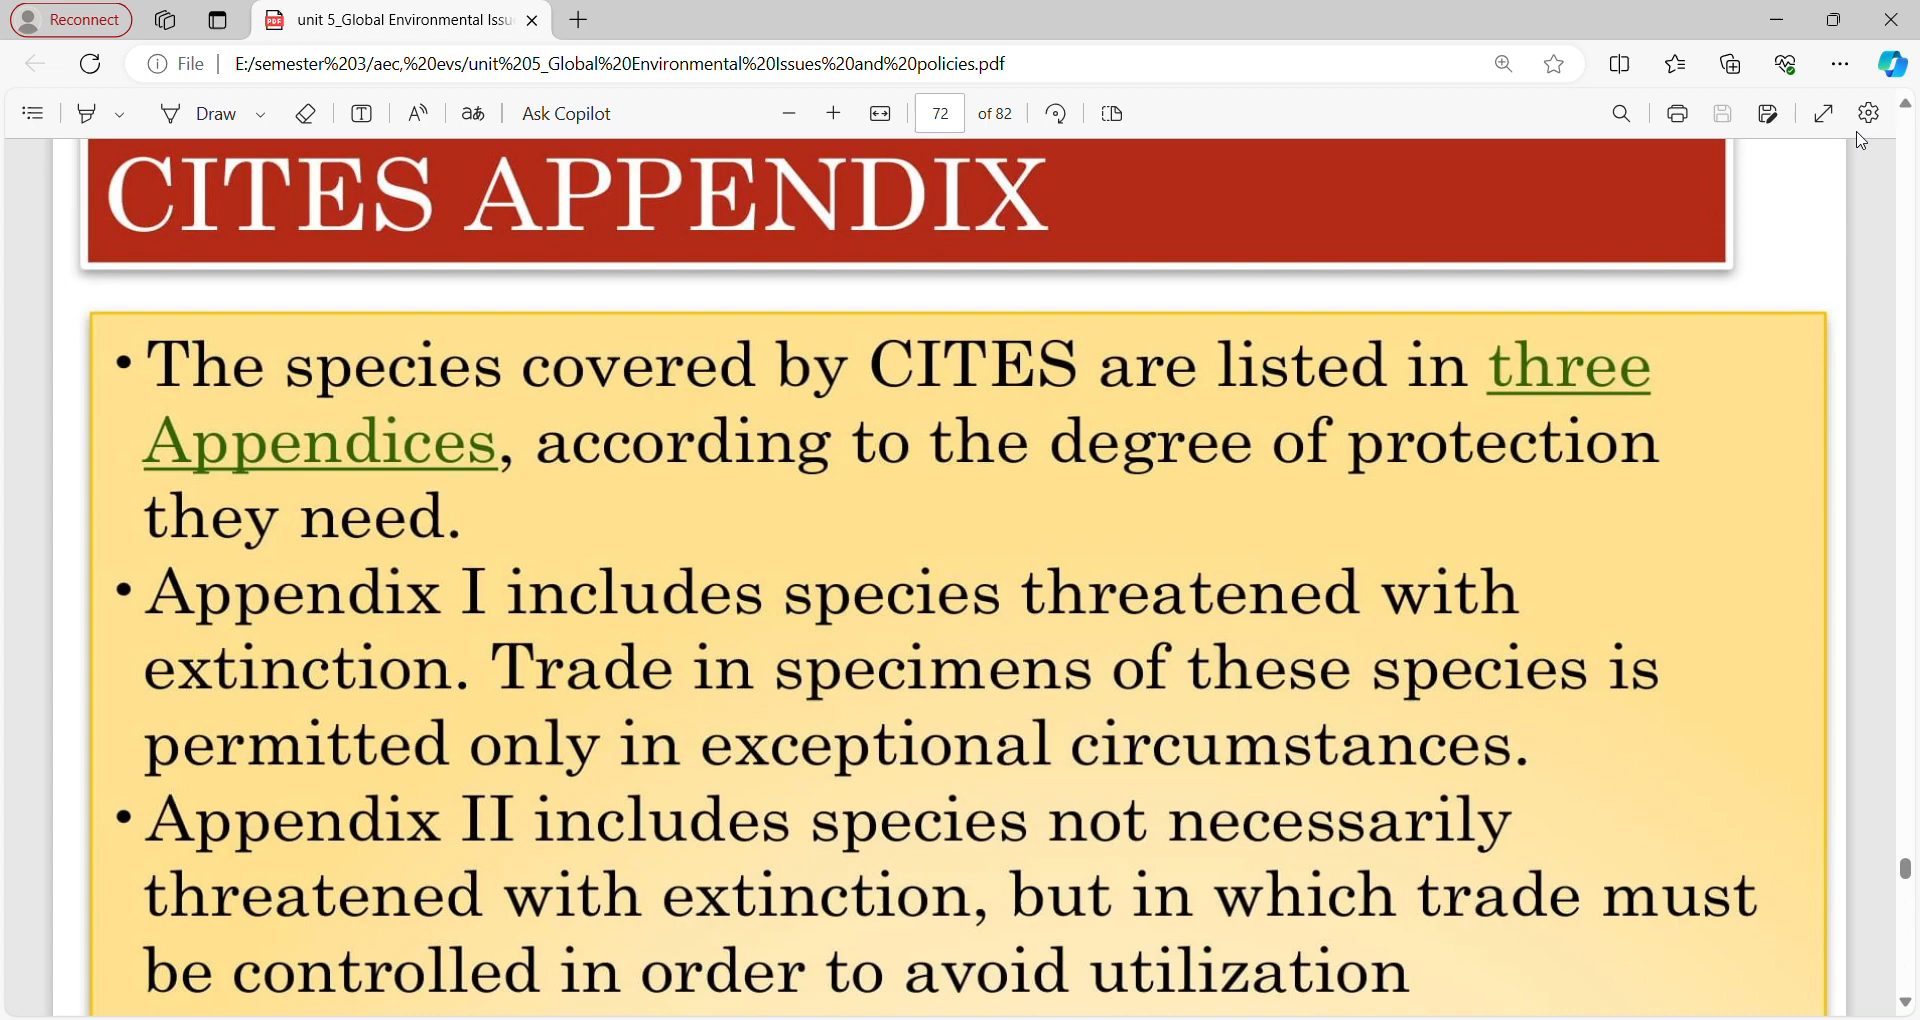 Reconnect
unit 5_Global Environmental Issu
File
E:/semester%203/aec,%20evs/unit%205_Global%20Environmental%20Issues%20and%20policies.pdf
Draw
Ask Copilot
72 of 82
CITES APPENDIX
• The species covered by CITES are listed in three
Appendices, according to the degree of protection
they need.
• Appendix I includes species threatened with
extinction. Trade in specimens of these species is
permitted only in exceptional circumstances.
• Appendix II includes species not necessarily
threatened with extinction, but in which trade must
be controlled in order to avoid utilization